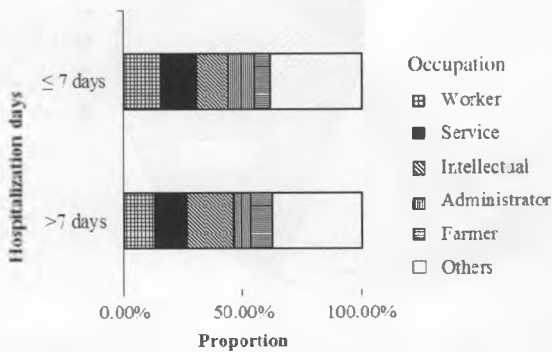 Hospitalization days
≤ 7 days
>7 days
0.00%
50.00%
100.00%
Proportion
Occupation
Worker
Service
Intellectual
Administrator
Farmer
Others